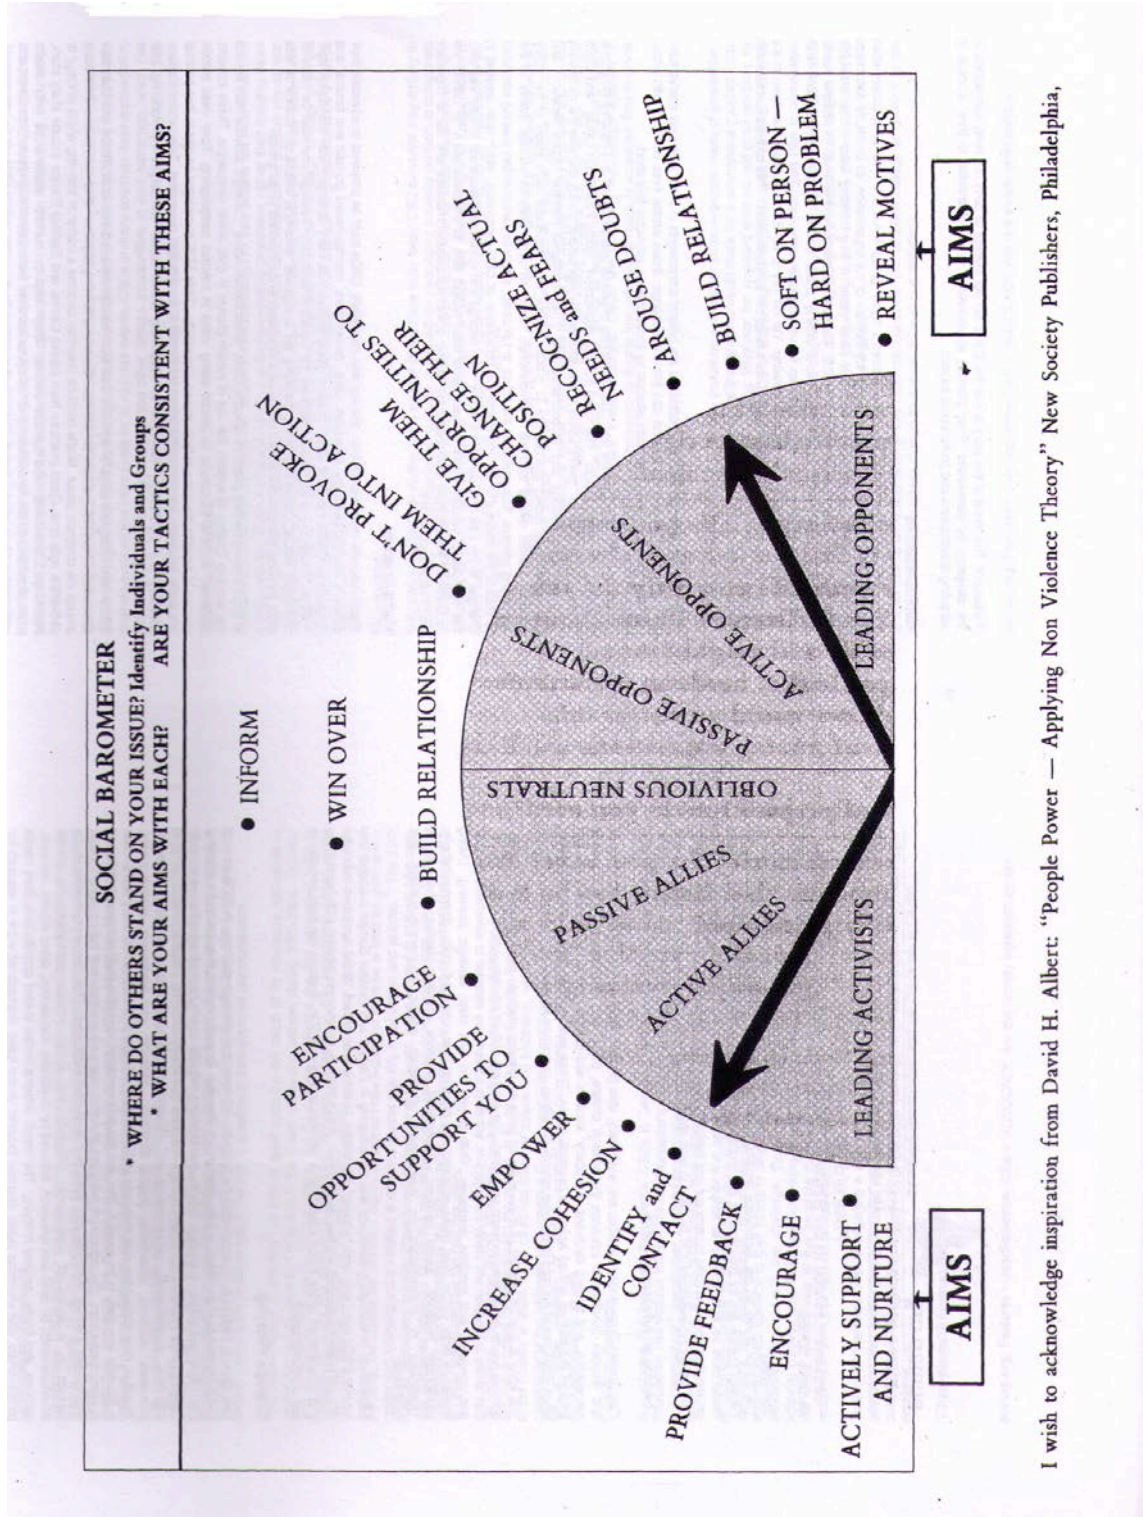 SOCIAL BAROMETER
* WHERE DO OTHERS STAND ON YOUR ISSUE? Identify Individuals and Groups
* WHAT ARE YOUR AIMS WITH EACH? ARE YOUR TACTICS CONSISTENT WITH THESE AIMS?
• INFORM
• WIN OVER
• BUILD RELATIONSHIP
ENCOURAGE
PARTICIPATION •
PROVIDE
OPPORTUNITIES TO
SUPPORT YOU •
EMPOWER •
INCREASE COHESION •
IDENTIFY and
CONTACT •
PROVIDE FEEDBACK •
ENCOURAGE •
ACTIVELY SUPPORT •
AND NURTURE
• DON'T PROVOKE
THEM INTO ACTION
• GIVE THEM
OPPORTUNITIES TO
CHANGE THEIR
POSITION
• RECOGNIZE ACTUAL
NEEDS and FEARS
• AROUSE DOUBTS
• BUILD RELATIONSHIP
• SOFT ON PERSON —
HARD ON PROBLEM
• REVEAL MOTIVES
LEADING ACTIVISTS
ACTIVE ALLIES
PASSIVE ALLIES
OBLIVIOUS NEUTRALS
PASSIVE OPPONENTS
ACTIVE OPPONENTS
LEADING OPPONENTS
AIMS
AIMS
I wish to acknowledge inspiration from David H. Albert: “People Power — Applying Non Violence Theory” New Society Publishers, Philadelphia,